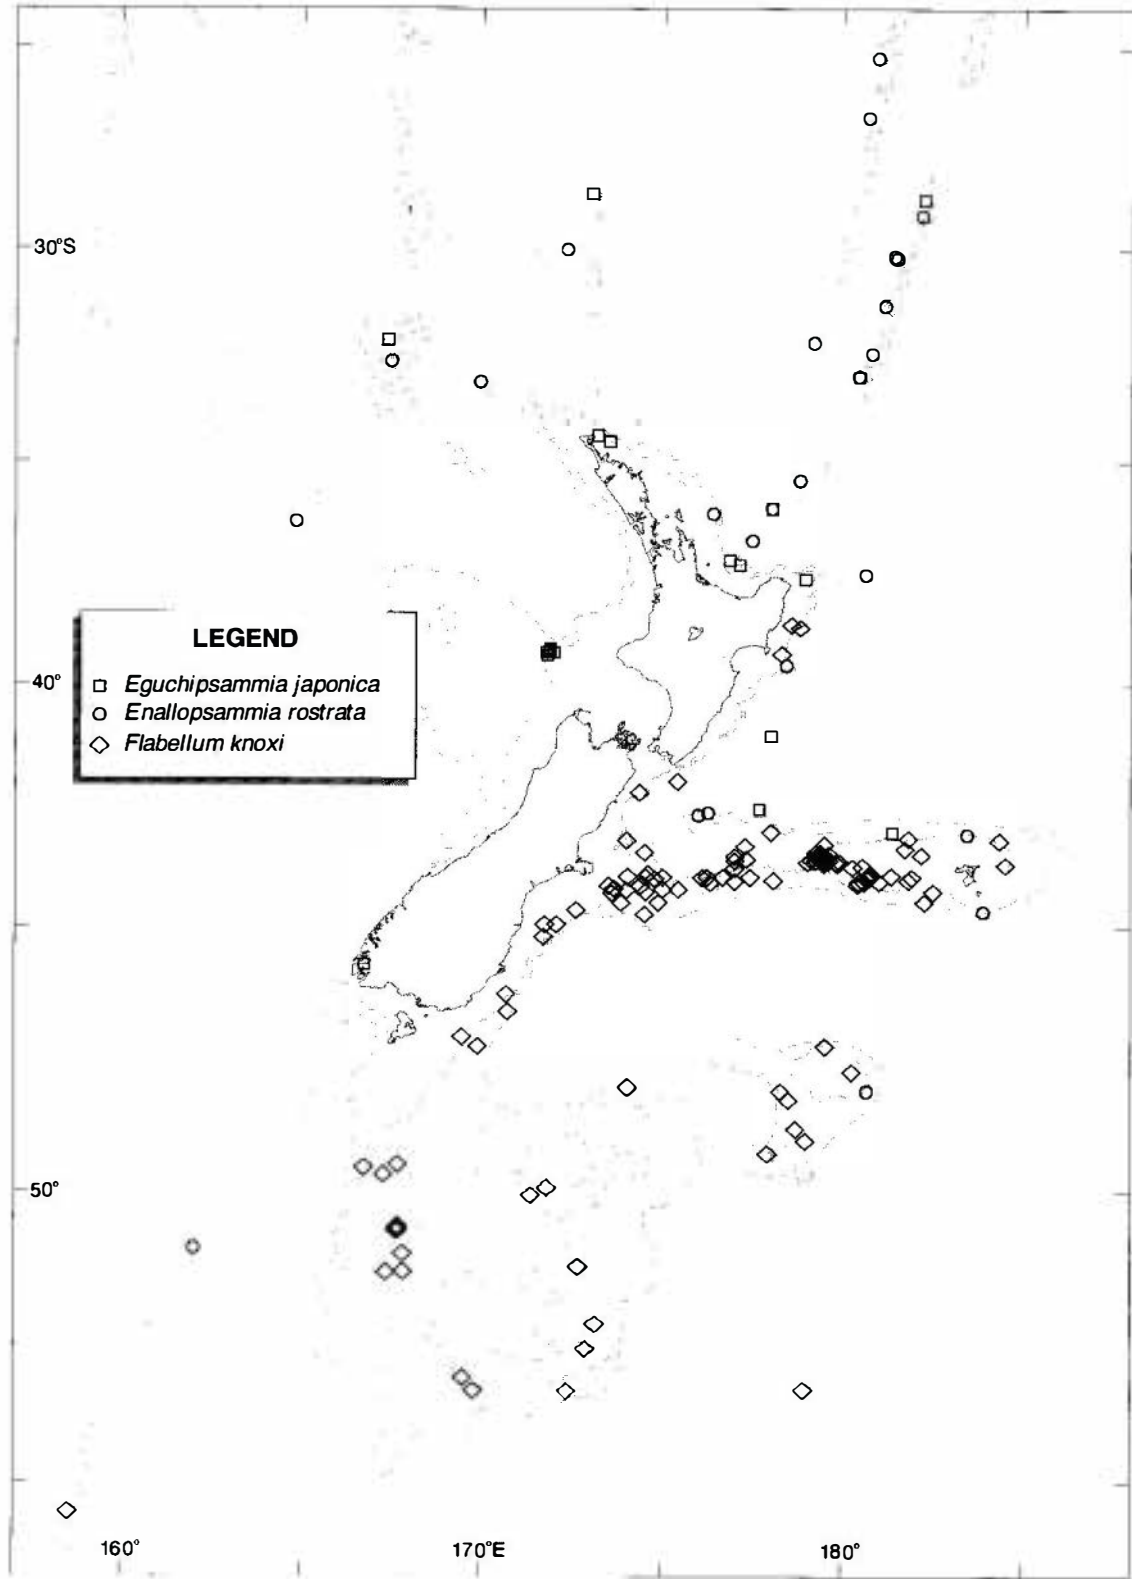 30°S
40°
LEGEND
Eguchipsammia japonica
Enallopsammia rostrata
Flabellum knoxi
50°
160°
170°E
180°